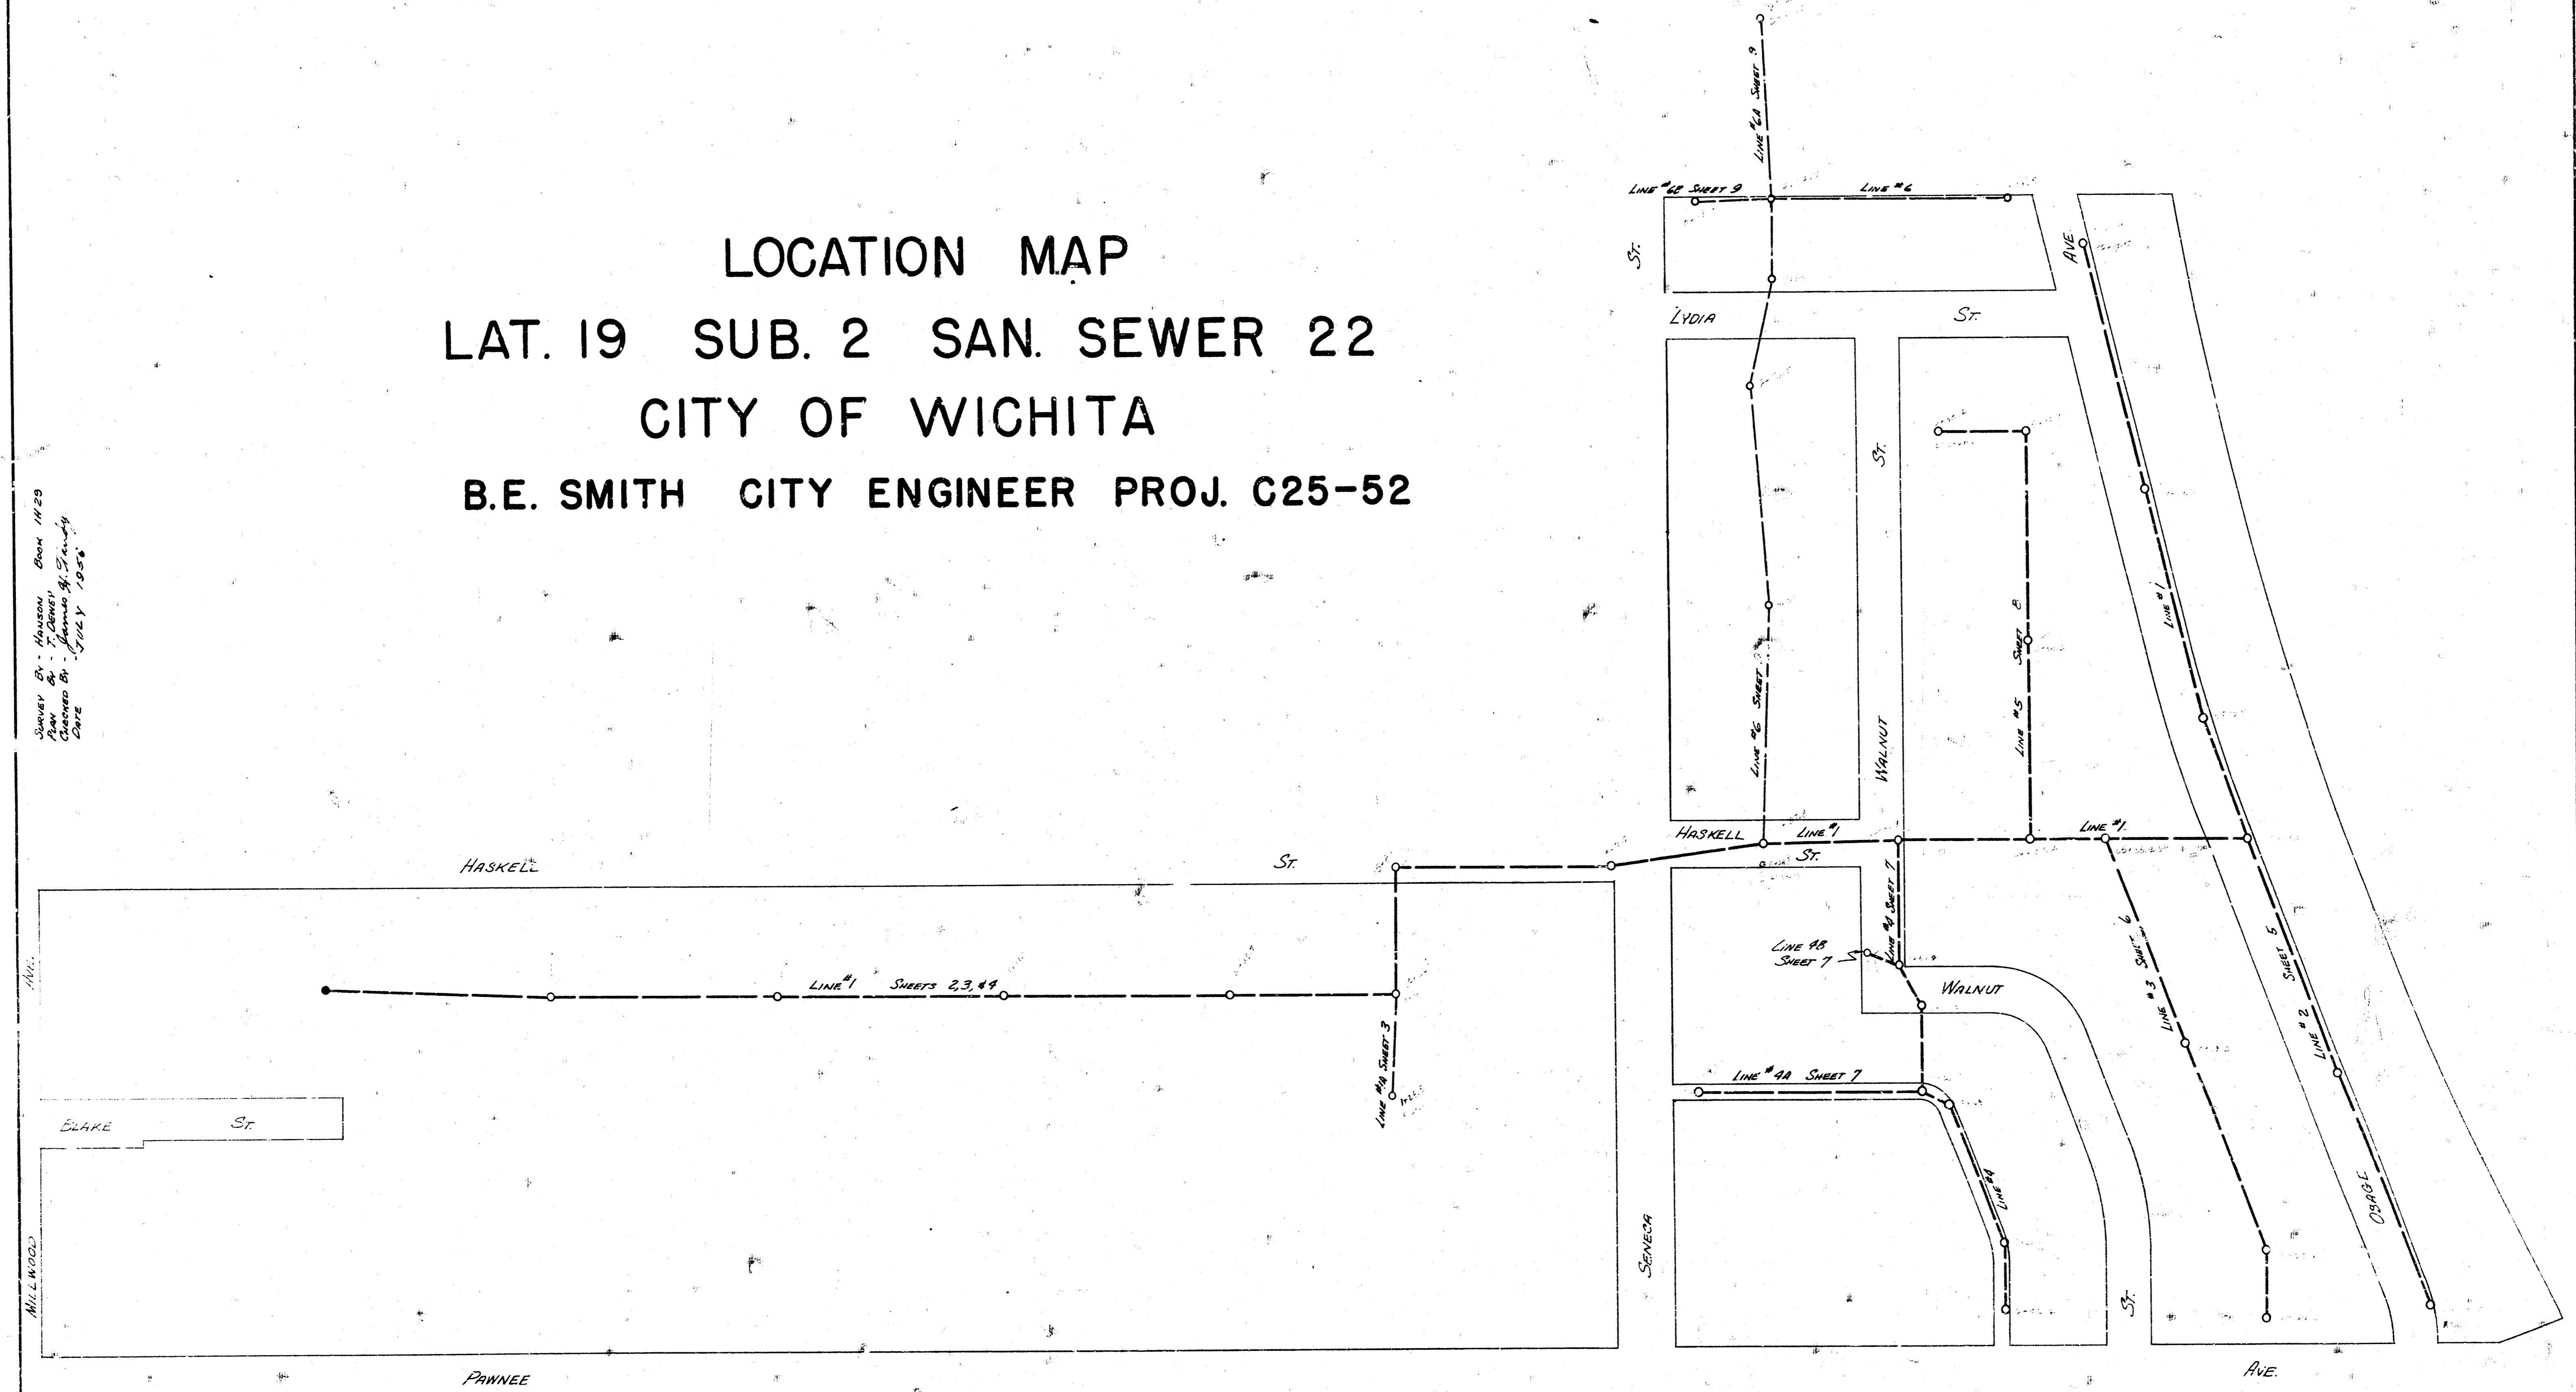 LOCATION MAP
LAT. 19 SUB. 2 SAN. SEWER 22
CITY OF WICHITA
B.E. SMITH CITY ENGINEER PROJ. C25-52
SURVEY BY - HANSON BOOK 1H29
PLAN BY - T. DEWEY
CHECKED BY - James
DATE - JULY 1956
LINE #6A SHEET 9
LINE #6B SHEET 9
LINE #6
ST.
AVE.
LYDIA
ST.
ST.
WALNUT
LINE #6 SHEET
LINE #5 SHEET 8
LINE #1
HASKELL
LINE #1
ST.
LINE #1
HASKELL
ST.
LINE #4 SHEET 7
LINE 4B
SHEET 7
WALNUT
LINE #3 SHEET 6
LINE #2 SHEET 5
AVE.
LINE #1 SHEETS 2,3,&4
LINE #1A SHEET 3
LINE #4A SHEET 7
BLAKE
ST.
LINE #4
OSAGE
SENECA
MILLWOOD
ST.
PAWNEE
AVE.